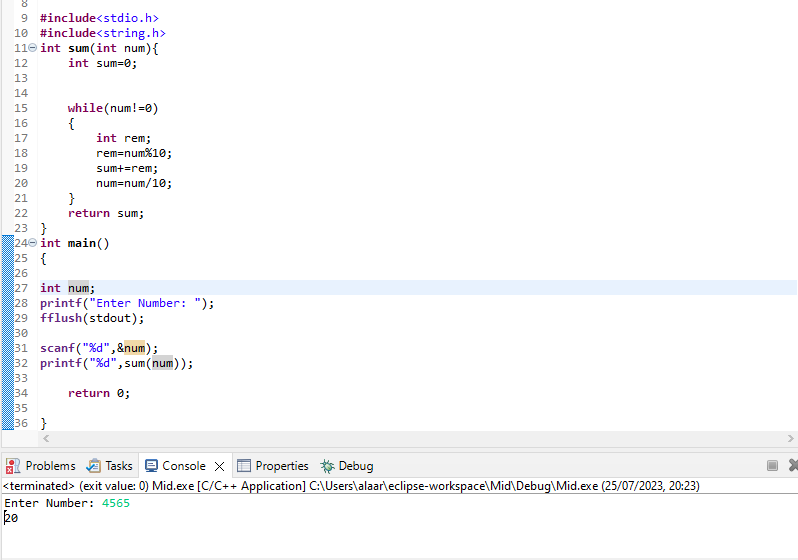 8
9 #include<stdio.h>
10 #include<string.h>
11 int sum(int num){
12 int sum=0;
13
14
15 while(num!=0)
16 {
17 int rem;
18 rem=num%10;
19 sum+=rem;
20 num=num/10;
21 }
22 return sum;
23 }
24 int main()
25 {
26
27 int num;
28 printf("Enter Number: ");
29 fflush(stdout);
30
31 scanf("%d",&num);
32 printf("%d",sum(num));
33
34 return 0;
35
36 }
Problems Tasks Console Properties Debug
<terminated> (exit value: 0) Mid.exe [C/C++ Application] C:\Users\alaar\eclipse-workspace\Mid\Debug\Mid.exe (25/07/2023, 20:23)
Enter Number: 4565
20